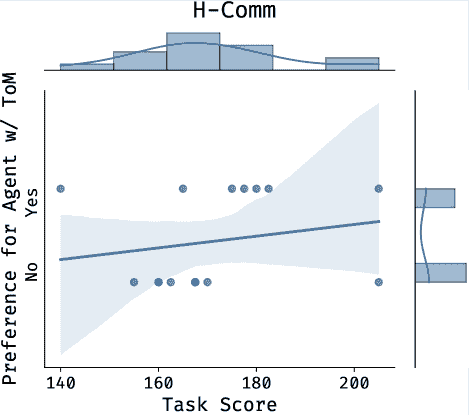 H-Comm
Preference for Agent w/ ToM
Yes
No
140 160 180 200
Task Score